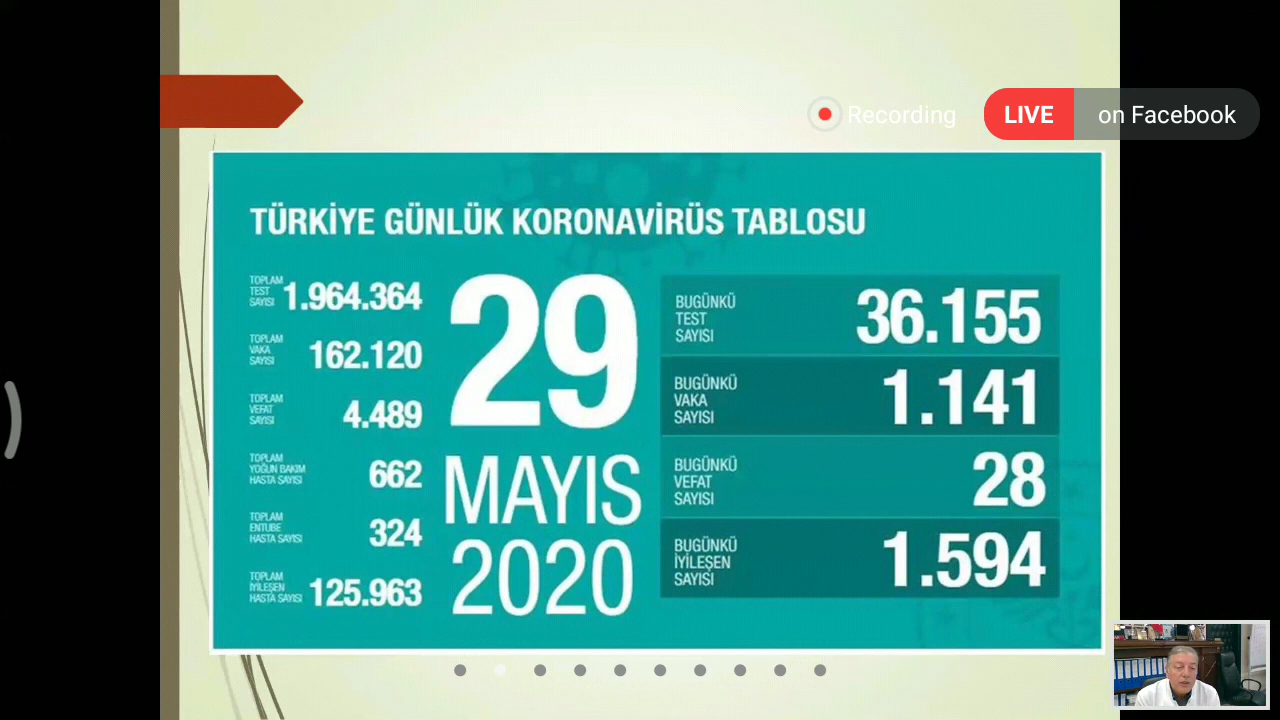 Recording
LIVE on Facebook
TÜRKİYE GÜNLÜK KORONAVİRÜS TABLOSU
TOPLAM
TEST
SAYISI
1.964.364
TOPLAM
VAKA
SAYISI
162.120
TOPLAM
VEFAT
SAYISI
4.489
TOPLAM
YOĞUN BAKIM
HASTA SAYISI
662
TOPLAM
ENTUBE
HASTA SAYISI
324
TOPLAM
İYİLEŞEN
HASTA SAYISI
125.963
29
MAYIS
2020
BUGÜNKÜ
TEST
SAYISI
36.155
BUGÜNKÜ
VAKA
SAYISI
1.141
BUGÜNKÜ
VEFAT
SAYISI
28
BUGÜNKÜ
İYİLEŞEN
SAYISI
1.594